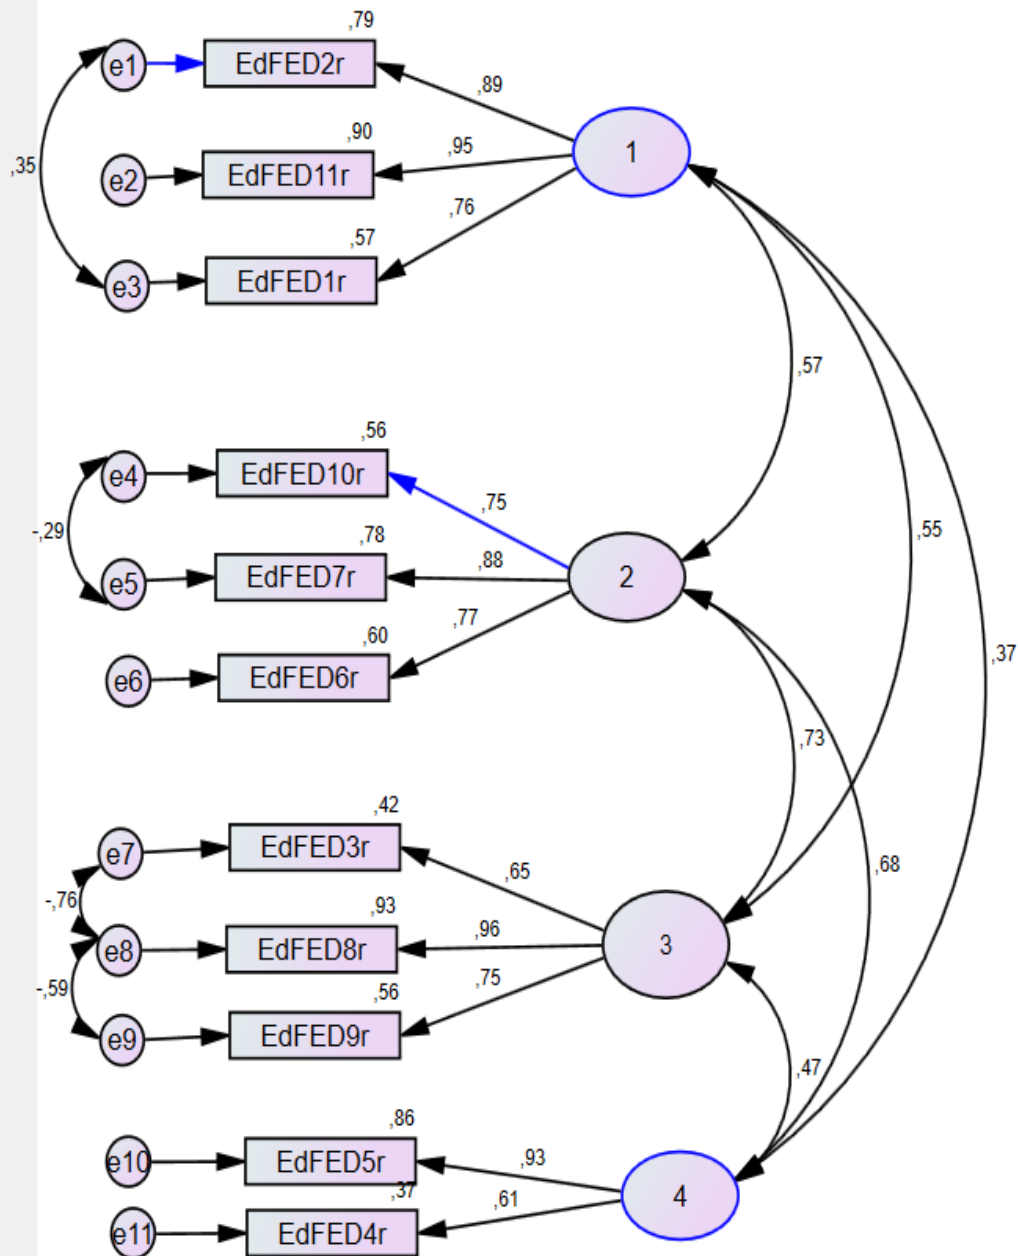 ,79
e1 EdFED2r ,89
,90
e2 EdFED11r ,95 1
,35
,76
,57
e3 EdFED1r
,57
,56
e4 EdFED10r ,75
-,29
,78
e5 EdFED7r ,88 2
,55
,60 ,77
e6 EdFED6r
,37
,73
,42
e7 EdFED3r ,65
,68
-,76
,93
e8 EdFED8r ,96 3
-,59
,56 ,75
e9 EdFED9r
,47
,86
e10 EdFED5r ,93
,37 ,61 4
e11 EdFED4r